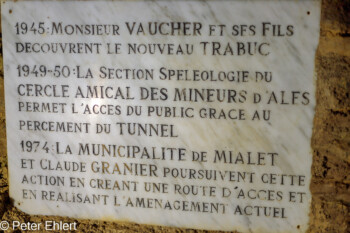 1945: MONSIEUR VAUCHER ET SES FILS
DECOUVRENT LE NOUVEAU TRABUC
1949-50: LA SECTION SPELEOLOGIE DU
CERCLE AMICAL DES MINEURS D'ALES
PERMET L'ACCES DU PUBLIC GRACE AU
PERCEMENT DU TUNNEL
1974: LA MUNICIPALITE DE MIALET
ET CLAUDE GRANIER POURSUIVENT CETTE
ACTION EN CREANT UNE ROUTE D'ACCES ET
EN REALISANT L'AMENAGEMENT ACTUEL
© Peter Ehlert